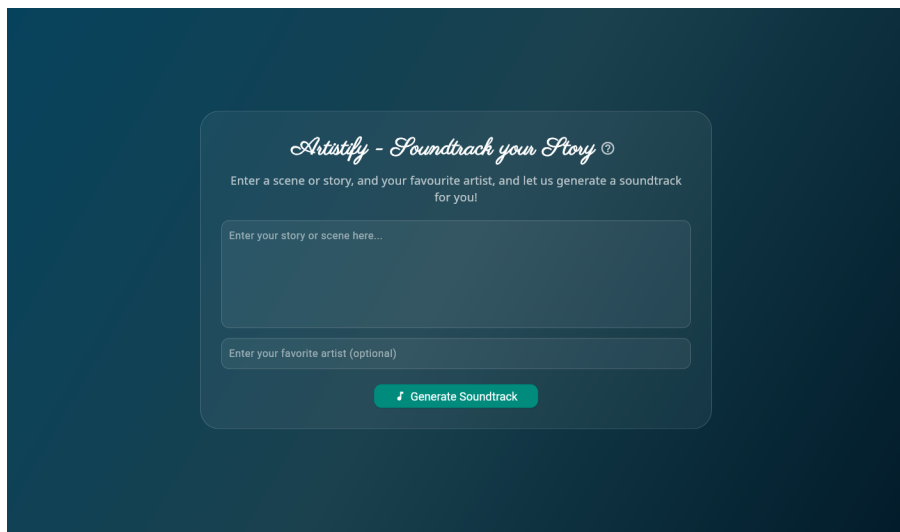 Artistify - Soundtrack your Story
Enter a scene or story, and your favourite artist, and let us generate a soundtrack
for you!
Enter your story or scene here...
Enter your favorite artist (optional)
Generate Soundtrack